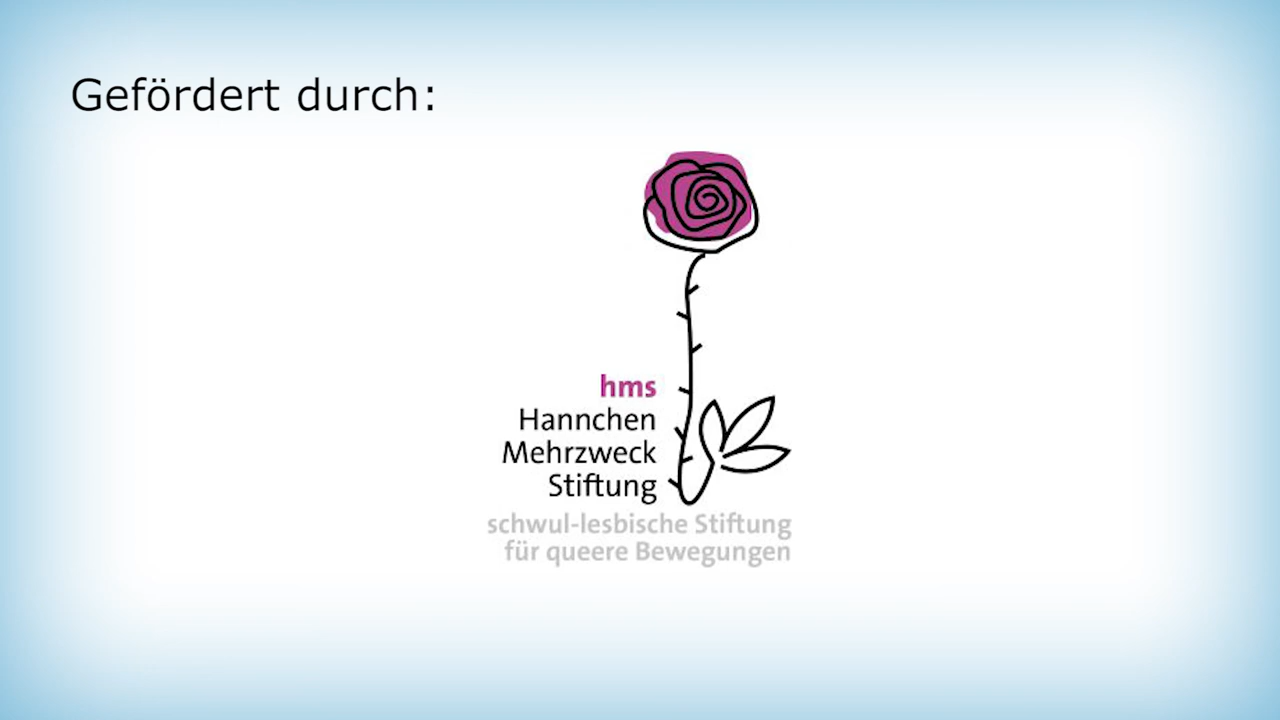 Gefördert durch:
hms
Hannchen
Mehrzweck
Stiftung
schwul-lesbische Stiftung
für queere Bewegungen